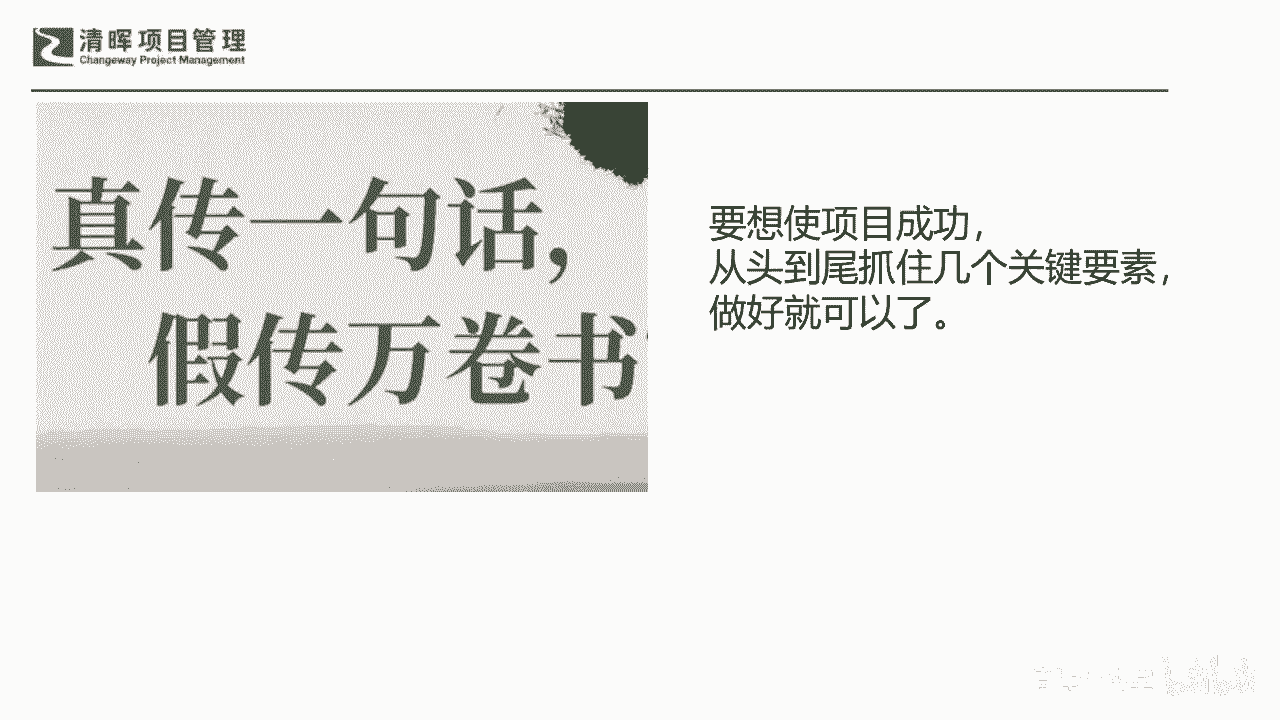 清晖项目管理
Changeway Project Management
真传一句话,
假传万卷书
要想使项目成功,
从头到尾抓住几个关键要素,
做好就可以了。